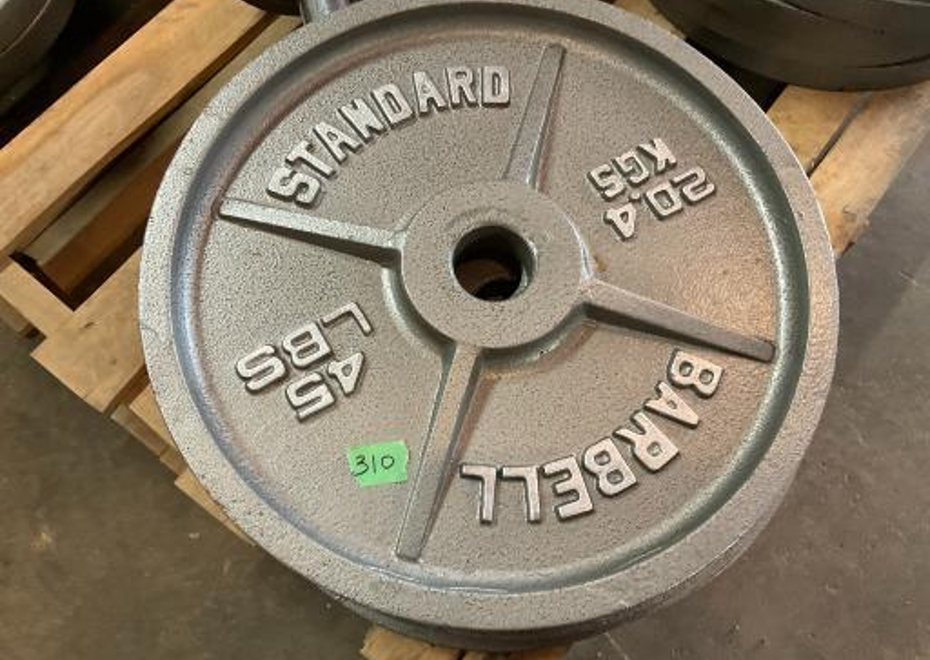 STANDARD
20.4
KGS
BARBELL
45
LBS
310